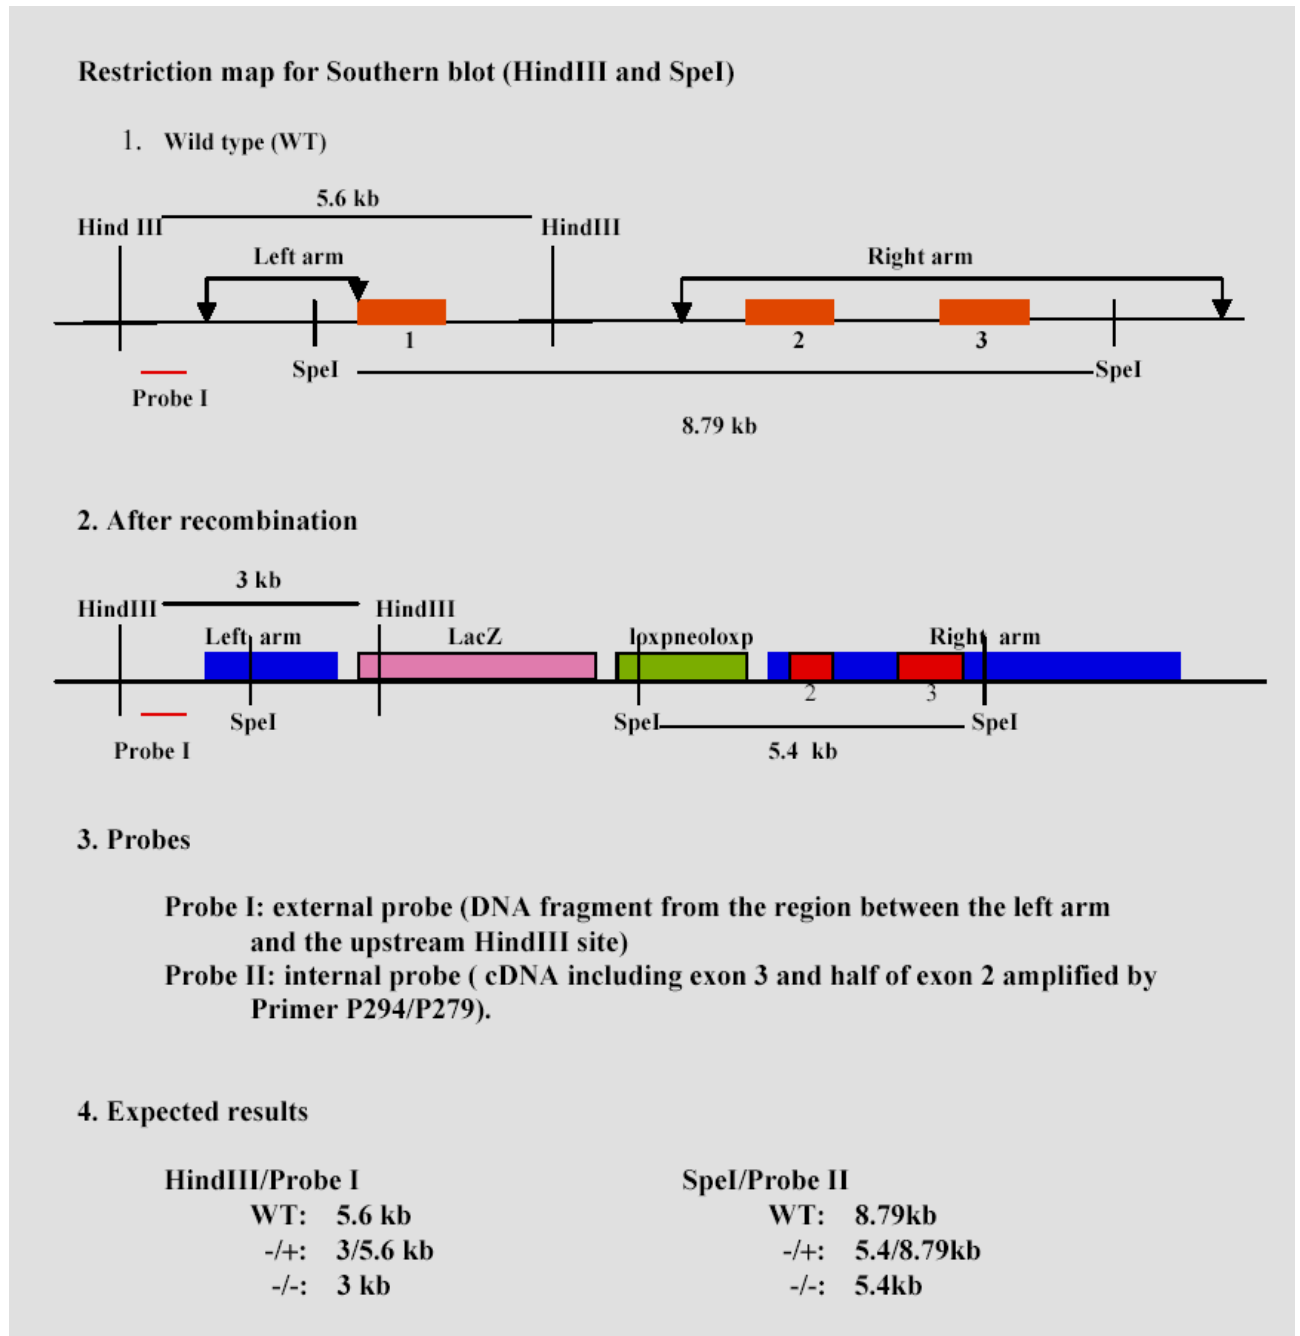 Restriction map for Southern blot (HindIII and SpeI)
1. Wild type (WT)
5.6 kb
Hind III HindIII
Left arm Right arm
1 2 3
SpeI SpeI
Probe I
8.79 kb
2. After recombination
3 kb
HindIII HindIII
Left arm LacZ loxpneoloxp Right arm
2 3
SpeI SpeI SpeI
Probe I 5.4 kb
3. Probes
Probe I: external probe (DNA fragment from the region between the left arm
and the upstream HindIII site)
Probe II: internal probe ( cDNA including exon 3 and half of exon 2 amplified by
Primer P294/P279).
4. Expected results
HindIII/Probe I SpeI/Probe II
WT: 5.6 kb WT: 8.79kb
-/+: 3/5.6 kb -/+: 5.4/8.79kb
-/-: 3 kb -/-: 5.4kb